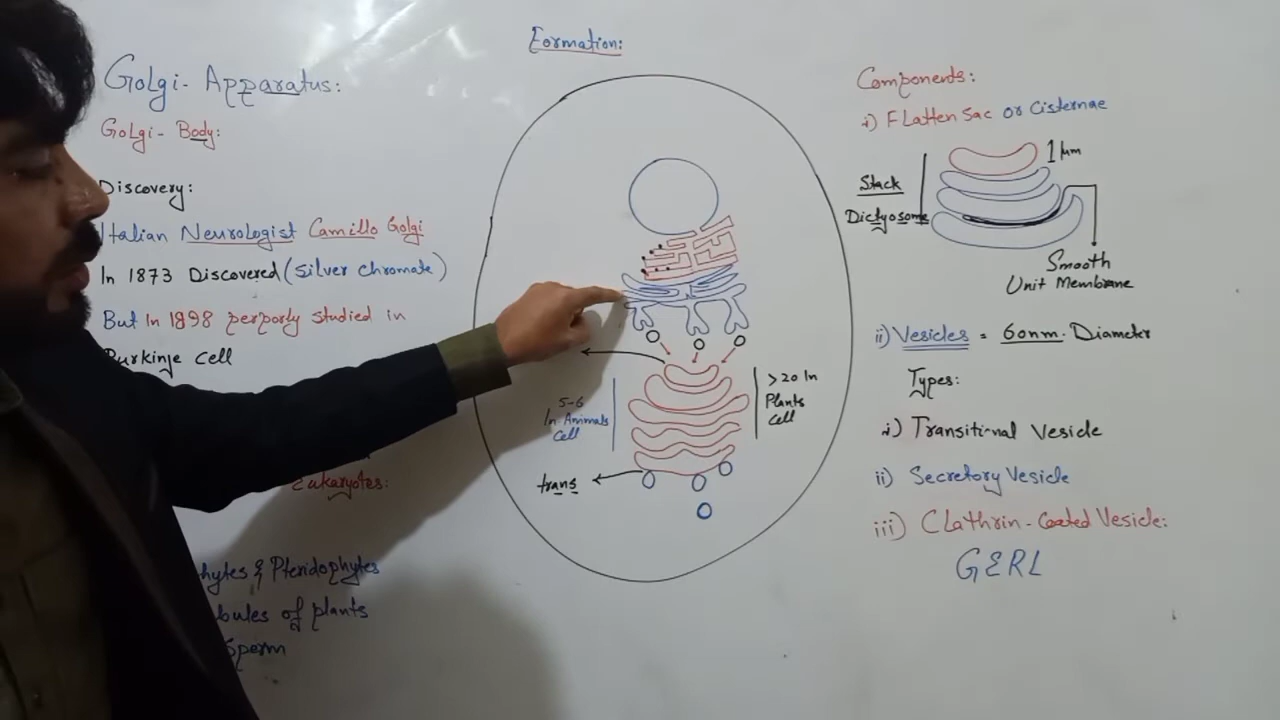 Golgi-Apparatus:
Golgi-Body:
Discovery:
Italian Neurologist Camillo Golgi
In 1873 Discovered (silver chromate)
But In 1898 perporly studied in
Purkinje cell
Eukaryotes:
hytes & Pteridophytes
bules of plants
Sperm
Formation:
5-6
In Animals
Cell
>20 In
Plants
Cell
trans
Components:
i) Flatten Sac or Cisternae
1 μm
Stack
Dictyosome
Smooth
Unit Membrane
ii) Vesicles = 60nm. Diameter
Types:
i) Transitinal Vesicle
ii) Secretory Vesicle
iii) Clathrin-Coated Vesicle:
GERL